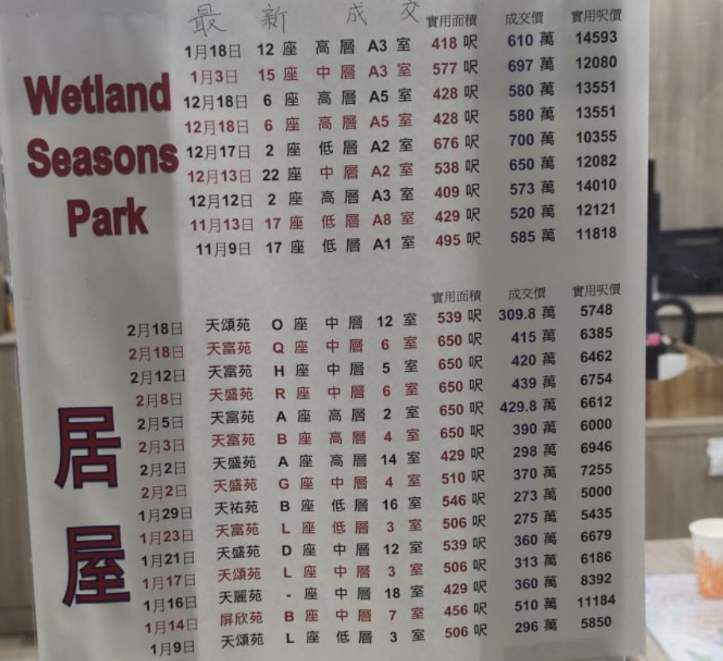 最新成交
實用面積 成交價 實用呎價
Wetland
Seasons
Park
1月18日 12 座 高層 A3 室 418 呎 610 萬 14593
1月3日 15 座 中層 A3 室 577 呎 697 萬 12080
12月18日 6 座 高層 A5 室 428 呎 580 萬 13551
12月18日 6 座 高層 A5 室 428 呎 580 萬 13551
12月17日 2 座 低層 A2 室 676 呎 700 萬 10355
12月13日 22 座 中層 A2 室 538 呎 650 萬 12082
12月12日 2 座 高層 A3 室 409 呎 573 萬 14010
11月13日 17 座 低層 A8 室 429 呎 520 萬 12121
11月9日 17 座 低層 A1 室 495 呎 585 萬 11818
實用面積 成交價 實用呎價
居
屋
2月18日 天頌苑 O 座 中層 12 室 539 呎 309.8 萬 5748
2月18日 天富苑 Q 座 中層 6 室 650 呎 415 萬 6385
2月12日 天富苑 H 座 中層 5 室 650 呎 420 萬 6462
2月8日 天盛苑 R 座 中層 6 室 650 呎 439 萬 6754
2月5日 天富苑 A 座 高層 2 室 650 呎 429.8 萬 6612
2月3日 天富苑 B 座 高層 4 室 650 呎 390 萬 6000
2月2日 天盛苑 A 座 高層 14 室 429 呎 298 萬 6946
2月2日 天盛苑 G 座 中層 4 室 510 呎 370 萬 7255
1月29日 天祐苑 B 座 低層 16 室 546 呎 273 萬 5000
1月23日 天富苑 L 座 低層 3 室 506 呎 275 萬 5435
1月21日 天盛苑 D 座 中層 12 室 539 呎 360 萬 6679
1月17日 天頌苑 L 座 中層 3 室 506 呎 313 萬 6186
1月16日 天麗苑 - 座 中層 18 室 429 呎 360 萬 8392
1月14日 屏欣苑 B 座 中層 7 室 456 呎 510 萬 11184
1月9日 天頌苑 L 座 低層 3 室 506 呎 296 萬 5850